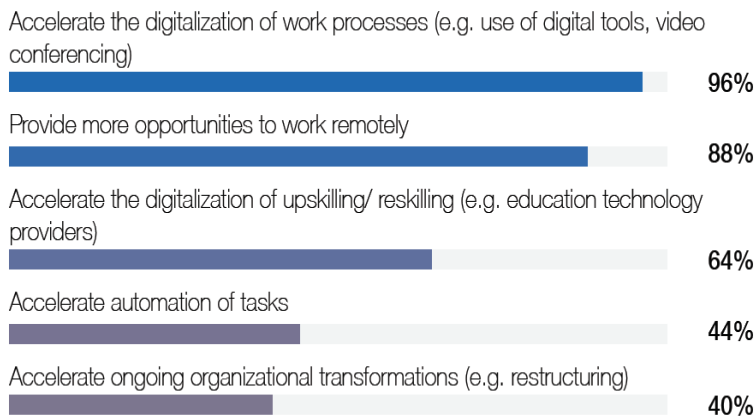 Accelerate the digitalization of work processes (e.g. use of digital tools, video
conferencing)
96%
Provide more opportunities to work remotely
88%
Accelerate the digitalization of upskilling/ reskilling (e.g. education technology
providers)
64%
Accelerate automation of tasks
44%
Accelerate ongoing organizational transformations (e.g. restructuring)
40%